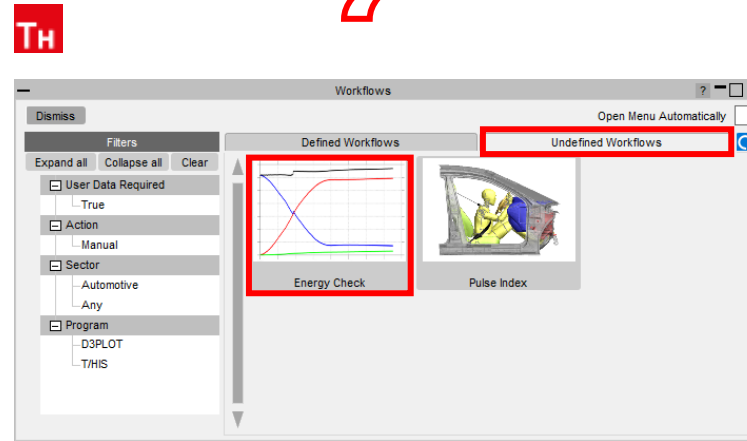 TH
Workflows
?
Dismiss
Open Menu Automatically
Filters
Defined Workflows
Undefined Workflows
Expand all Collapse all Clear
User Data Required
True
Action
Manual
Sector
Automotive
Any
Program
D3PLOT
T/HIS
Energy Check
Pulse Index